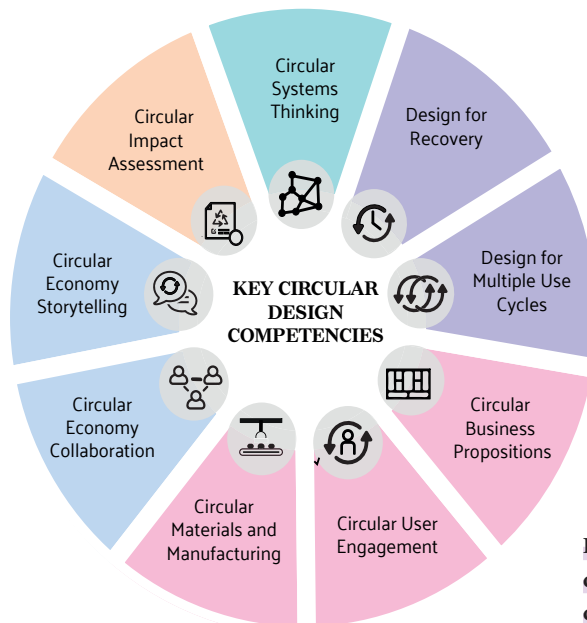 Circular
Systems
Thinking
Design for
Recovery
Design for
Multiple Use
Cycles
Circular
Business
Propositions
Circular User
Engagement
Circular
Materials and
Manufacturing
Circular
Economy
Collaboration
Circular
Economy
Storytelling
Circular
Impact
Assessment
KEY CIRCULAR
DESIGN
COMPETENCIES